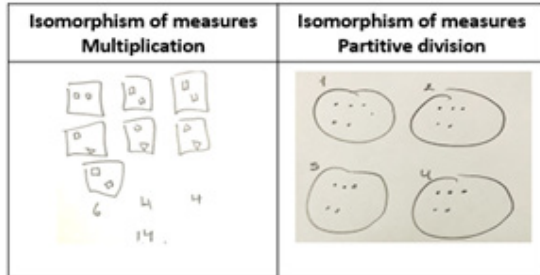 Isomorphism of measures
Multiplication
Isomorphism of measures
Partitive division
6 4 4
14.
1 2
3 4